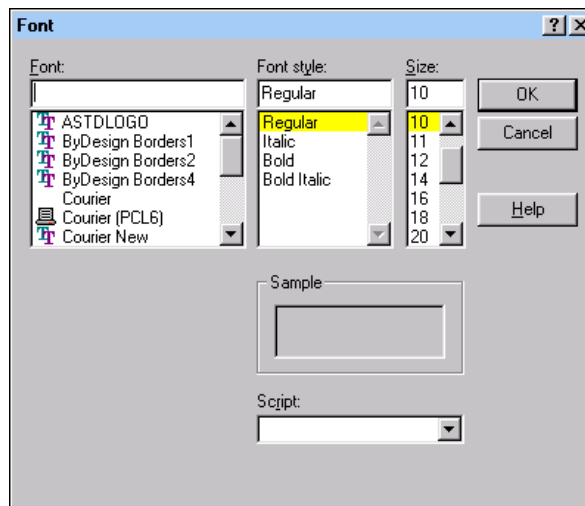 Font
Font:
Font style:
Size:
Regular
10
OK
Cancel
Help
ASTDLOGO
ByDesign Borders1
ByDesign Borders2
ByDesign Borders4
Courier
Courier (PCL6)
Courier New
Regular
Italic
Bold
Bold Italic
10
11
12
14
16
18
20
Sample
Script: